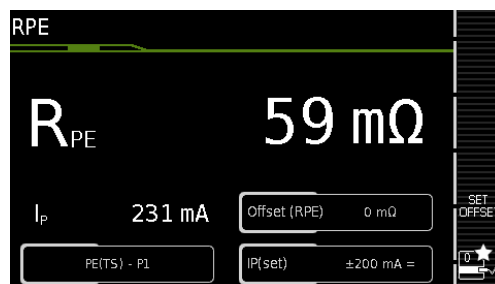 RPE
RPE 59 mΩ
IP 231 mA
Offset (RPE) 0 mΩ
SET
OFFSE
PE(TS) - P1
IP(set) ±200 mA =
0